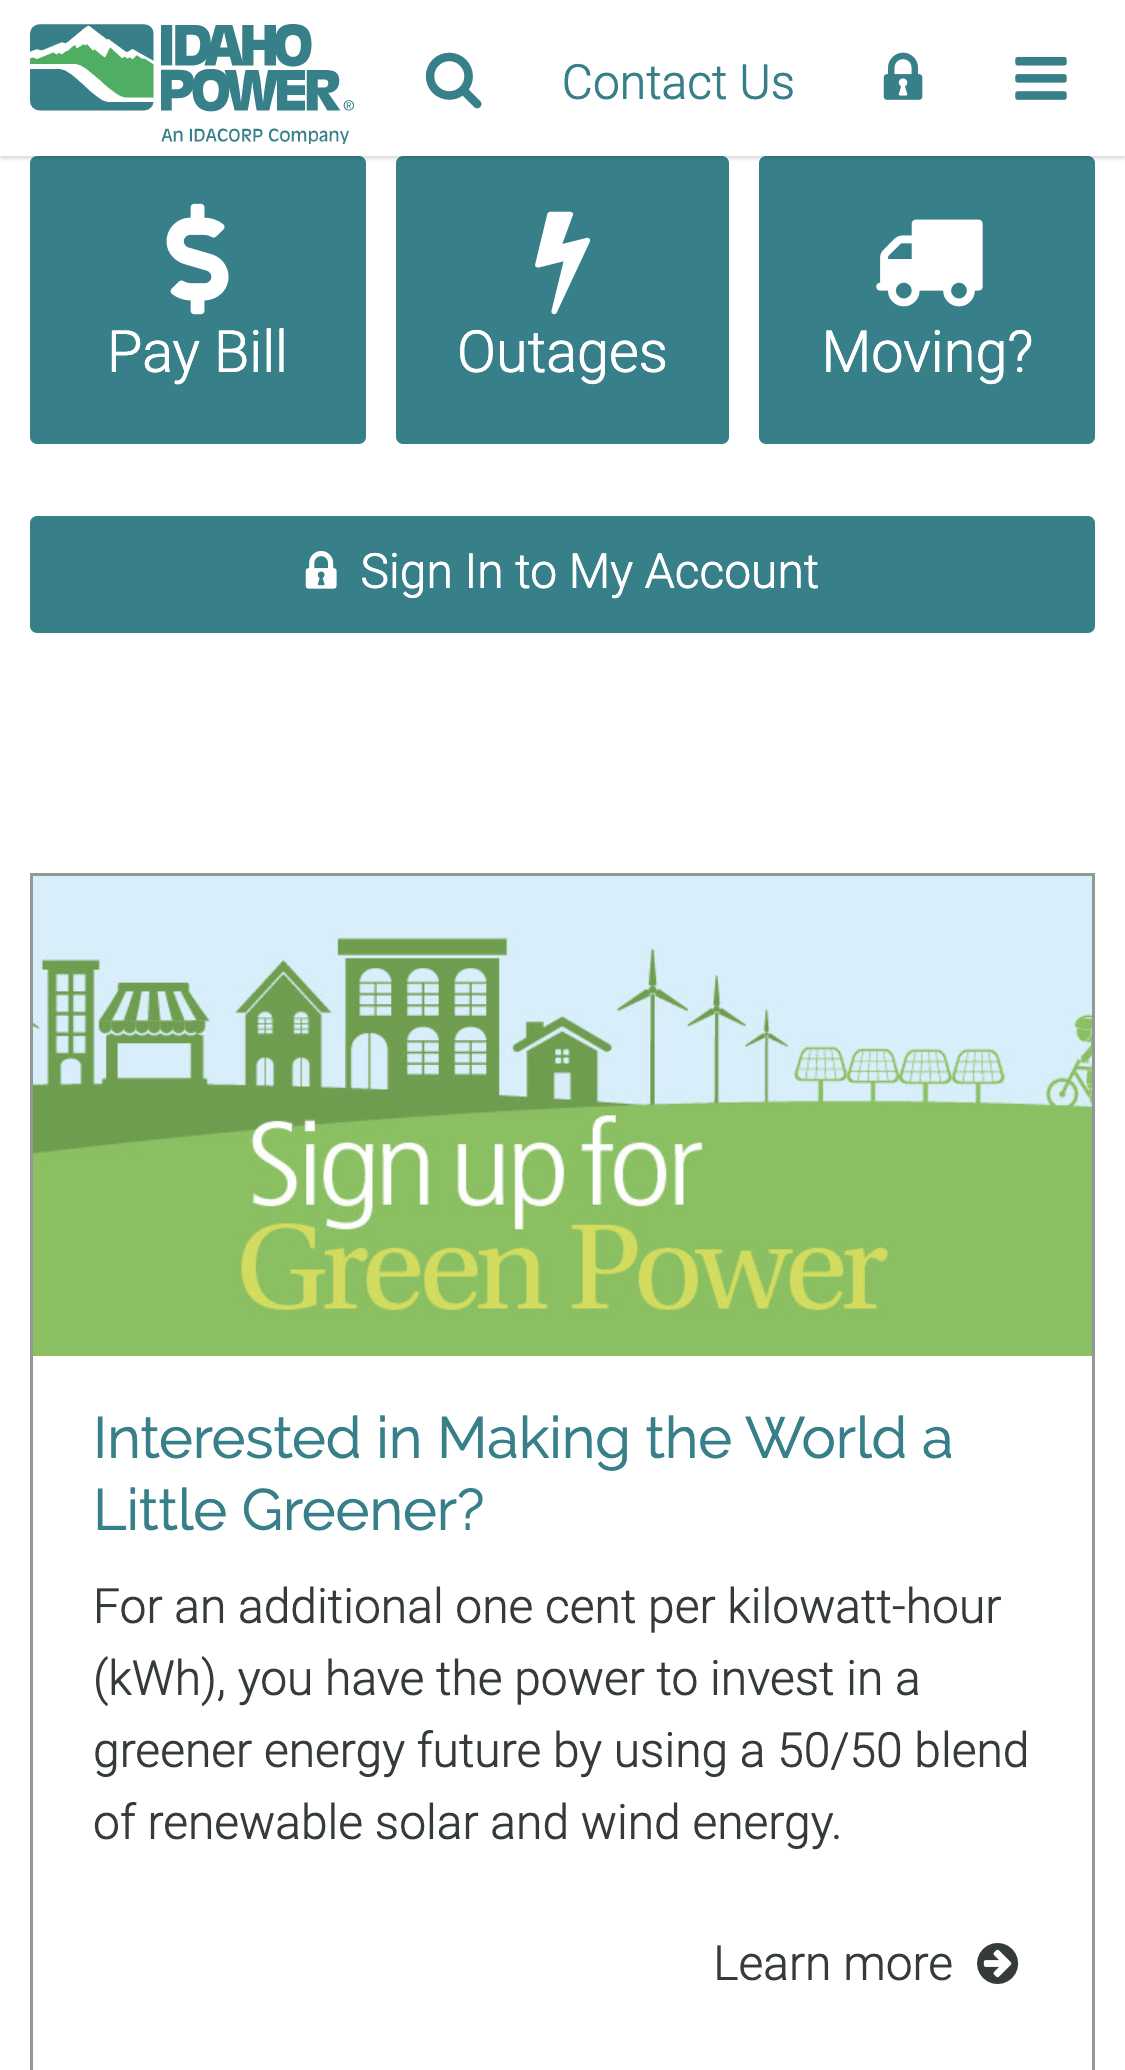 IDAHO
POWER®
An IDACORP Company
Contact Us
Pay Bill
Outages
Moving?
Sign In to My Account
Sign up for
Green Power
Interested in Making the World a
Little Greener?
For an additional one cent per kilowatt-hour
(kWh), you have the power to invest in a
greener energy future by using a 50/50 blend
of renewable solar and wind energy.
Learn more